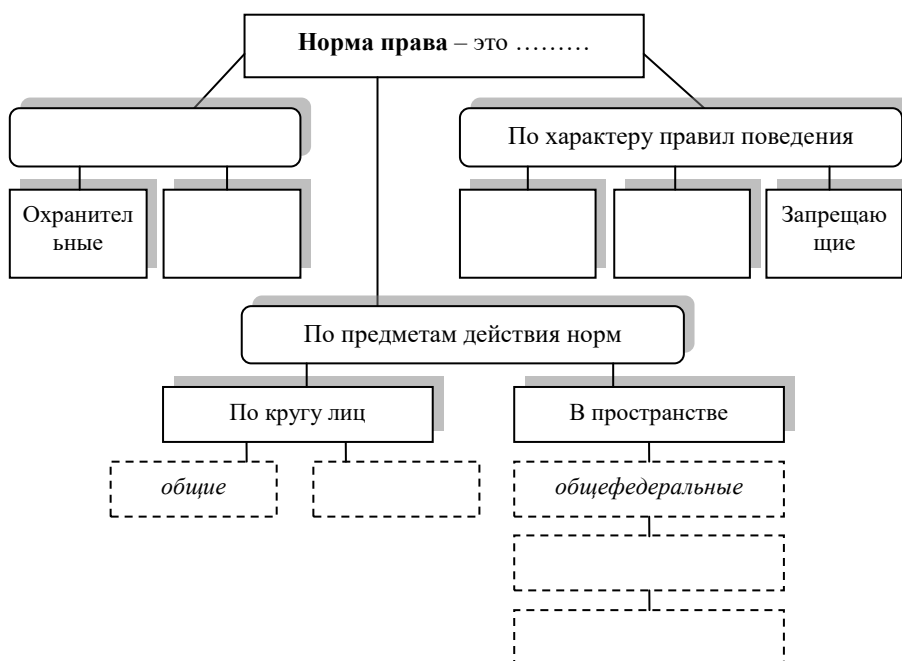 Норма права – это ………
По характеру правил поведения
Охранител
ьные
Запрещаю
щие
По предметам действия норм
По кругу лиц
В пространстве
общие
общефедеральные